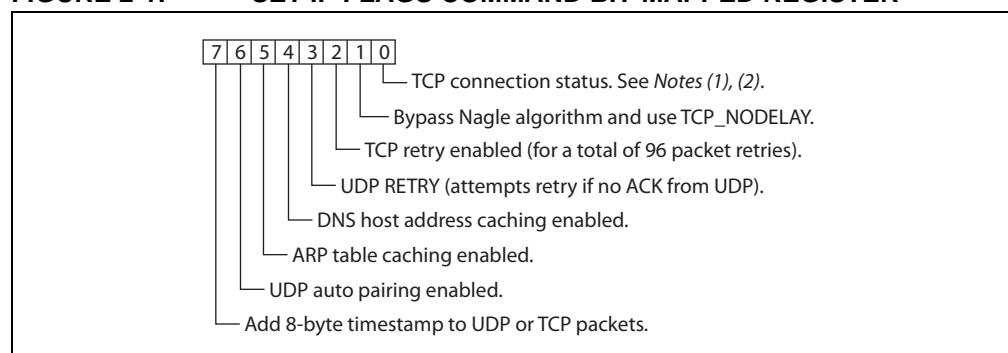 FIGURE 2-1: SET IP FLAGS COMMAND BIT-MAPPED REGISTER
7 6 5 4 3 2 1 0
TCP connection status. See Notes (1), (2).
Bypass Nagle algorithm and use TCP_NODELAY.
TCP retry enabled (for a total of 96 packet retries).
UDP RETRY (attempts retry if no ACK from UDP).
DNS host address caching enabled.
ARP table caching enabled.
UDP auto pairing enabled.
Add 8-byte timestamp to UDP or TCP packets.